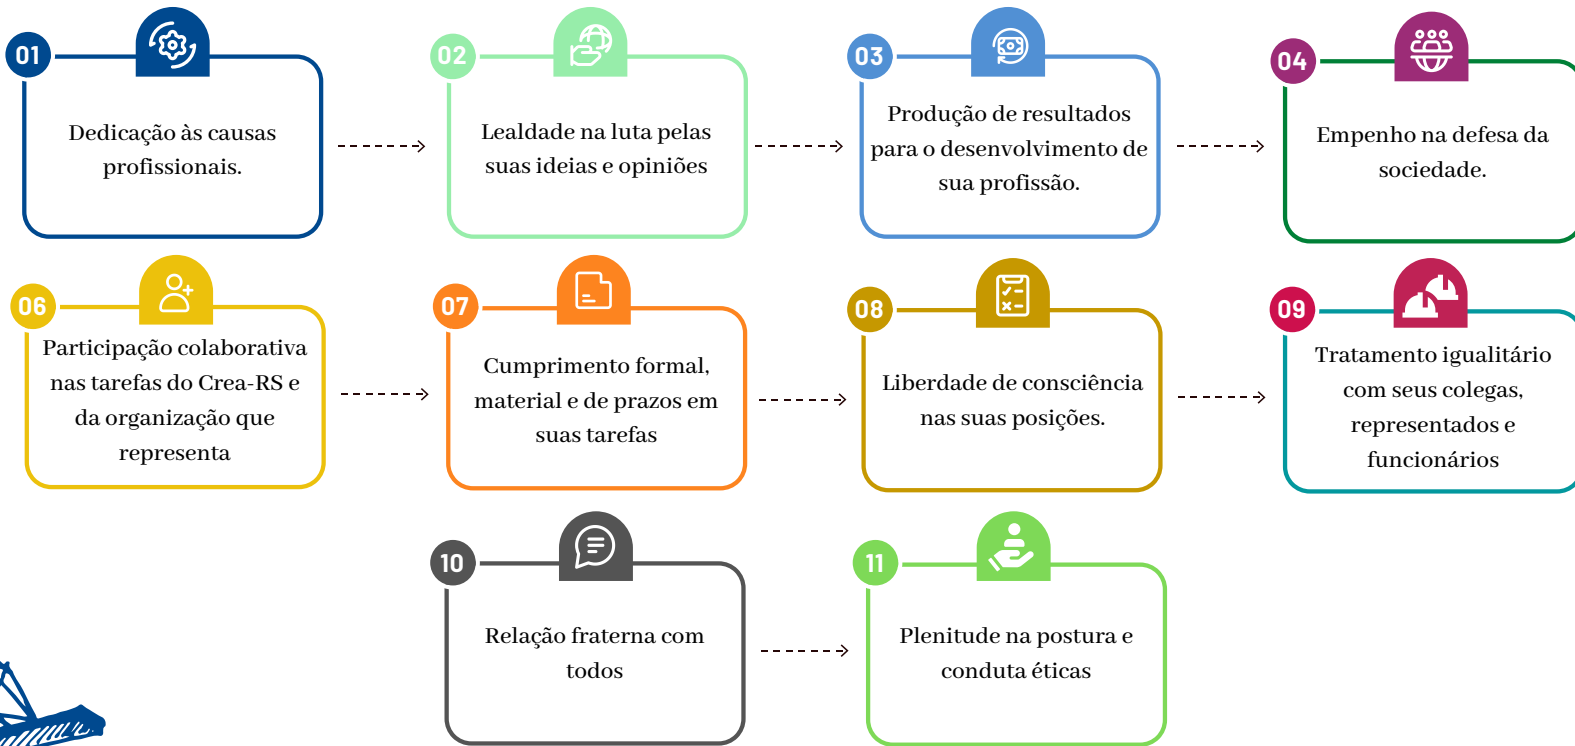 01
Dedicação às causas
profissionais.
02
Lealdade na luta pelas
suas ideias e opiniões
03
Produção de resultados
para o desenvolvimento de
sua profissão.
04
Empenho na defesa da
sociedade.
06
Participação colaborativa
nas tarefas do Crea-RS e
da organização que
representa
07
Cumprimento formal,
material e de prazos em
suas tarefas
08
Liberdade de consciência
nas suas posições.
09
Tratamento igualitário
com seus colegas,
representados e
funcionários
10
Relação fraterna com
todos
11
Plenitude na postura e
conduta éticas